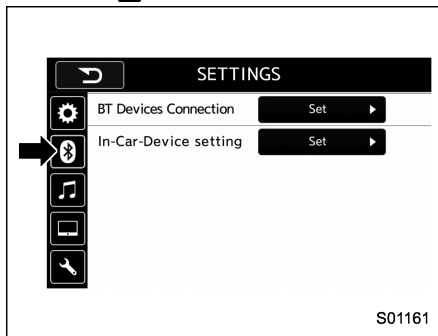 SETTINGS
BT Devices Connection Set
In-Car-Device setting Set
S01161